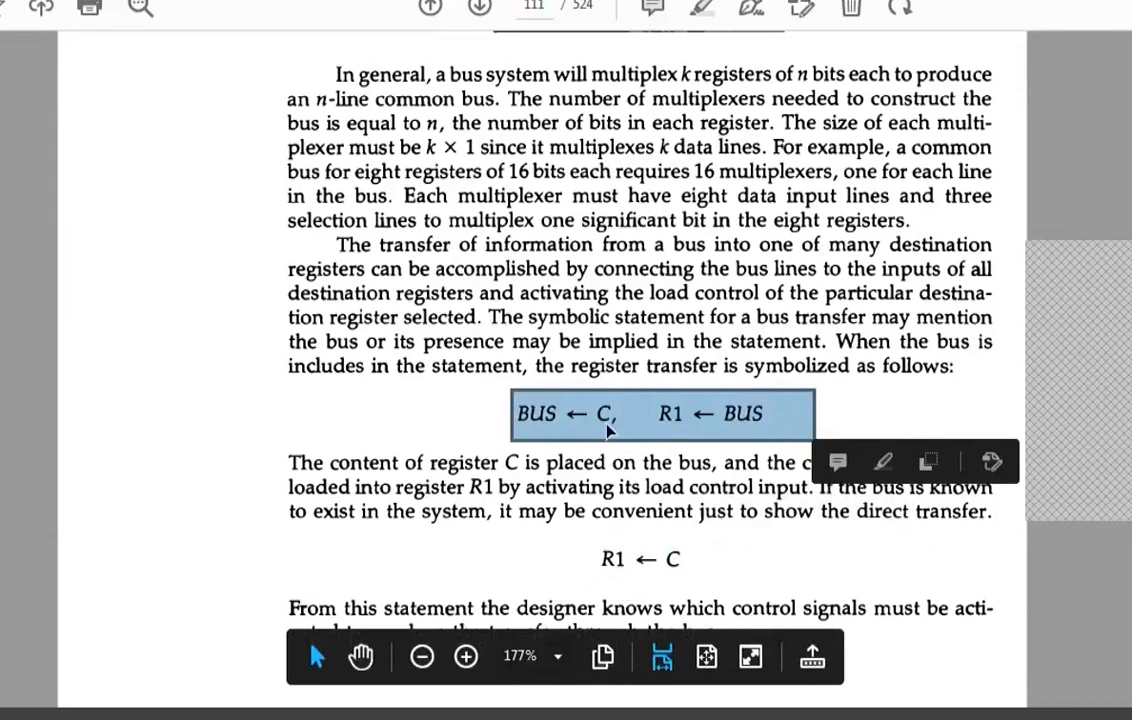 111 / 524
In general, a bus system will multiplex k registers of n bits each to produce
an n-line common bus. The number of multiplexers needed to construct the
bus is equal to n, the number of bits in each register. The size of each multi-
plexer must be k × 1 since it multiplexes k data lines. For example, a common
bus for eight registers of 16 bits each requires 16 multiplexers, one for each line
in the bus. Each multiplexer must have eight data input lines and three
selection lines to multiplex one significant bit in the eight registers.
The transfer of information from a bus into one of many destination
registers can be accomplished by connecting the bus lines to the inputs of all
destination registers and activating the load control of the particular destina-
tion register selected. The symbolic statement for a bus transfer may mention
the bus or its presence may be implied in the statement. When the bus is
includes in the statement, the register transfer is symbolized as follows:
BUS ← C, R1 ← BUS
The content of register C is placed on the bus, and the
loaded into register R1 by activating its load control input. If the bus is known
to exist in the system, it may be convenient just to show the direct transfer.
R1 ← C
From this statement the designer knows which control signals must be acti-
177%